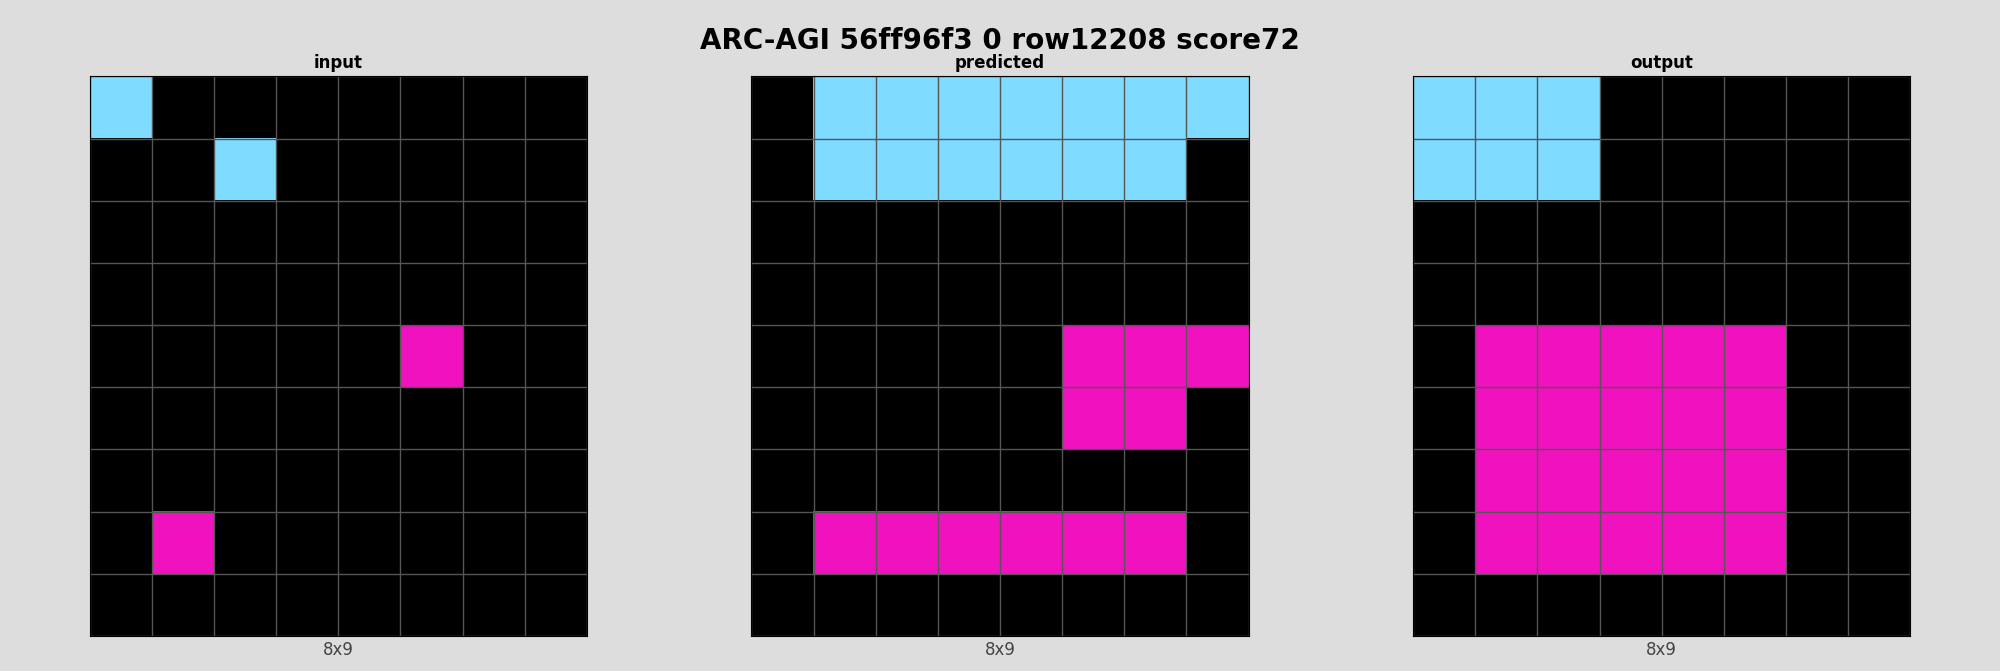 ARC-AGI 56ff96f3 0 row12208 score72
input
predicted
output
8x9
8x9
8x9